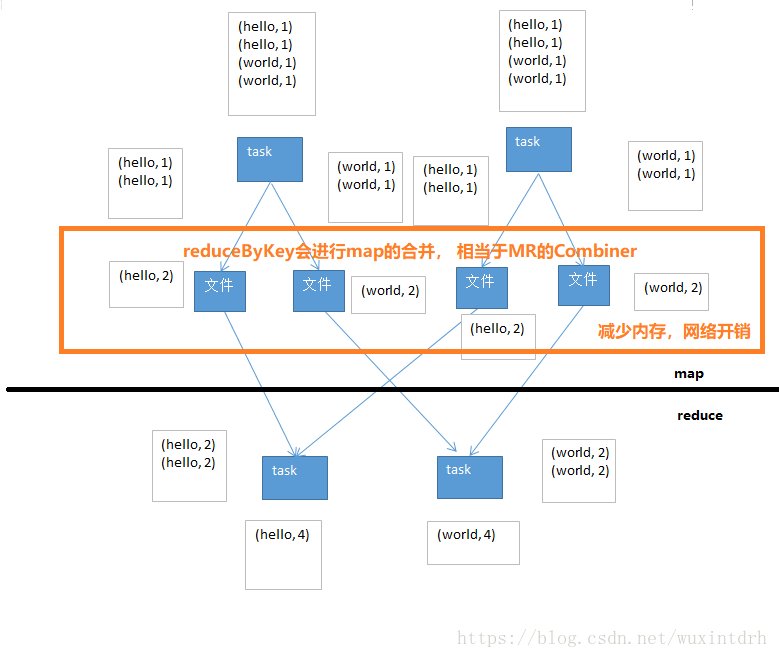 (hello,1)
(hello,1)
(world,1)
(world,1)
(hello,1)
(hello,1)
(world,1)
(world,1)
task
task
(hello,1)
(hello,1)
(world,1)
(world,1)
(hello,1)
(hello,1)
(world,1)
(world,1)
reduceByKey会进行map的合并， 相当于MR的Combiner
(hello,2)
文件
文件
(world,2)
文件
文件
(world,2)
(hello,2)
减少内存，网络开销
map
reduce
(hello,2)
(hello,2)
task
task
(world,2)
(world,2)
(hello,4)
(world,4)
https://blog.csdn.net/wuxintdrh